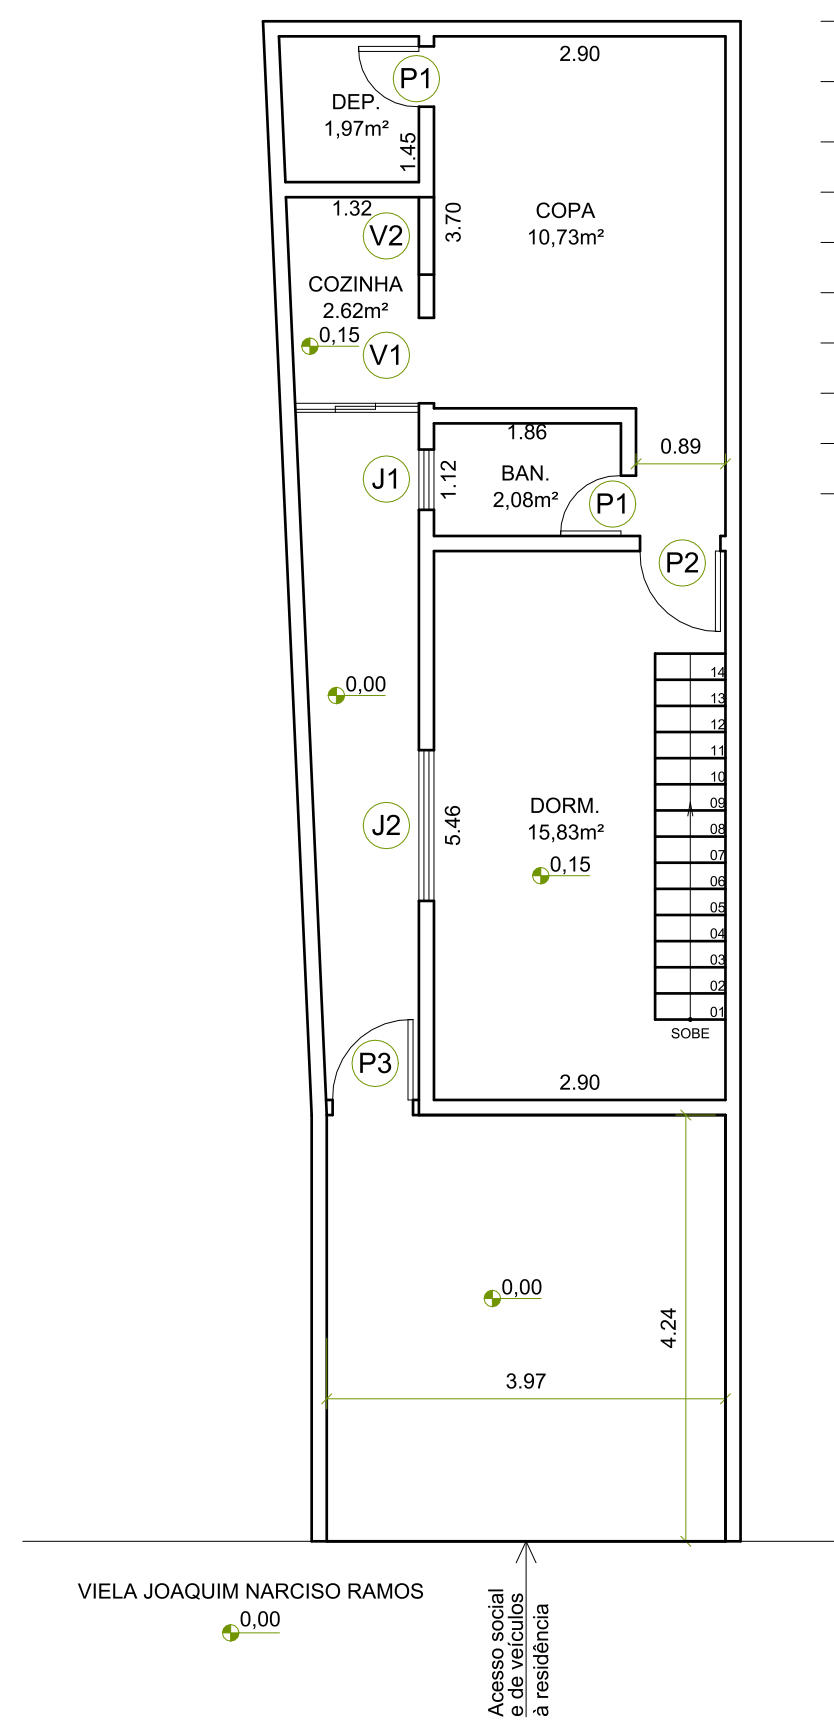 2.90
P1
DEP.
1,97m²
1.45
1.32
V2
3.70
COPA
10,73m²
COZINHA
2.62m²
0,15
V1
1.86
0.89
J1
1.12
BAN.
2,08m²
P1
P2
0,00
14
13
12
11
10
09
08
07
06
05
04
03
02
01
SOBE
J2
5.46
DORM.
15,83m²
0,15
P3
2.90
0,00
4.24
3.97
VIELA JOAQUIM NARCISO RAMOS
0,00
Acesso social
e de veículos
à residência